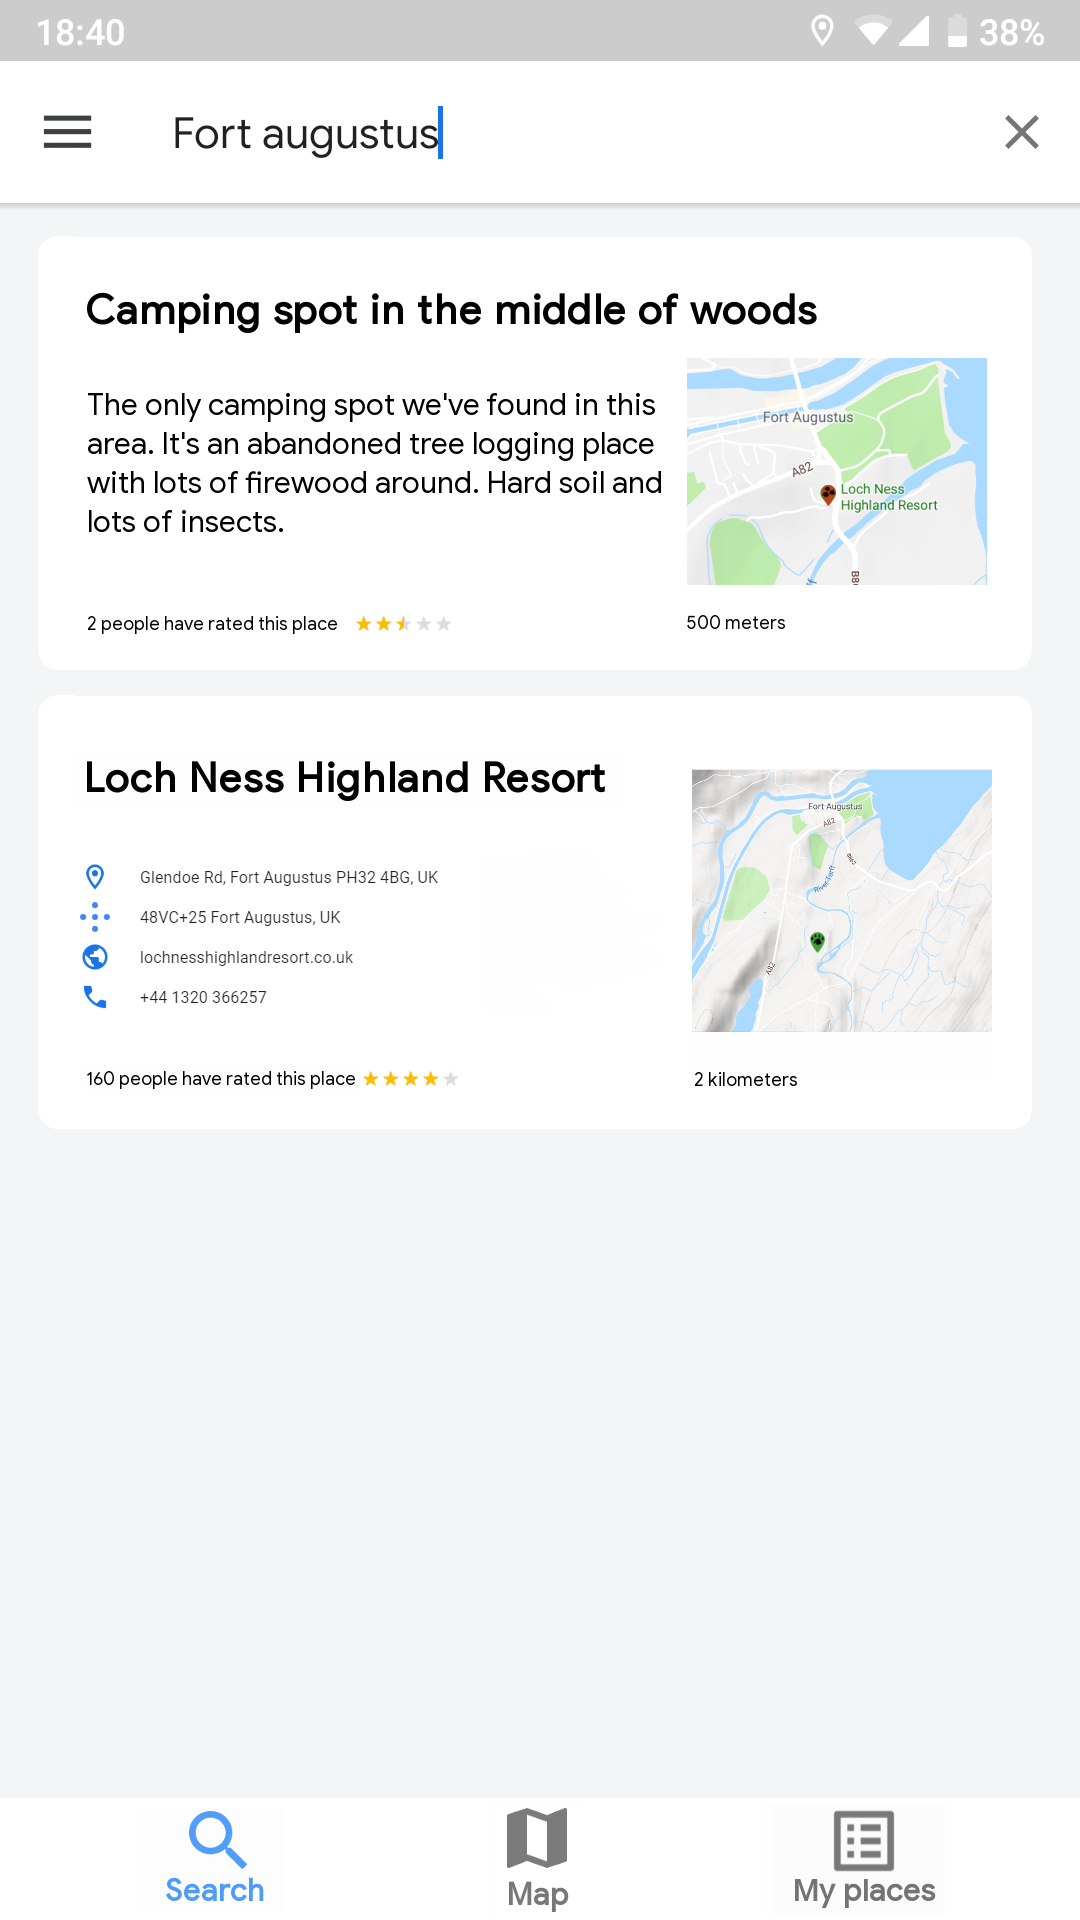 18:40
38%
Fort augustus
Camping spot in the middle of woods
The only camping spot we've found in this
area. It's an abandoned tree logging place
with lots of firewood around. Hard soil and
lots of insects.
Fort Augustus
A82
Loch Ness
Highland Resort
2 people have rated this place
500 meters
Loch Ness Highland Resort
Glendoe Rd, Fort Augustus PH32 4BG, UK
48VC+25 Fort Augustus, UK
lochnesshighlandresort.co.uk
+44 1320 366257
Fort Augustus
A82
B862
River Tarff
A82
160 people have rated this place
2 kilometers
Search
Map
My places